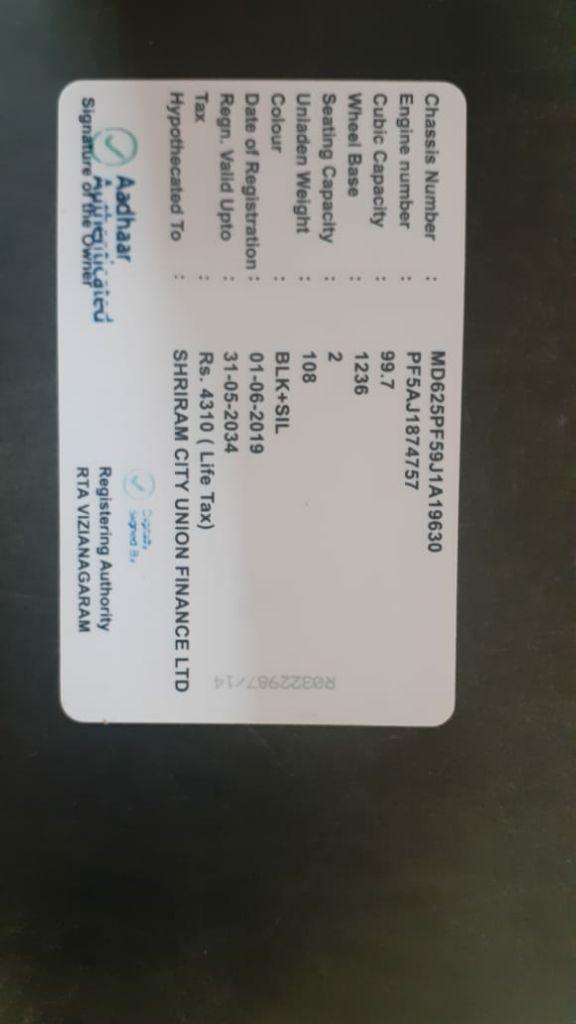 Chassis Number : MD625PF59J1A19630
Engine number : PF5AJ1874757
Cubic Capacity : 99.7
Wheel Base : 1236
Seating Capacity : 2
Unladen Weight : 108
Colour : BLK+SIL
Date of Registration : 01-06-2019
Regn. Valid Upto : 31-05-2034
Tax : Rs. 4310 ( Life Tax)
Hypothecated To : SHRIRAM CITY UNION FINANCE LTD
Aadhaar
Authenticated
Signature of the Owner
Digitally
signed By
Registering Authority
RTA VIZIANAGARAM
R0322987/14